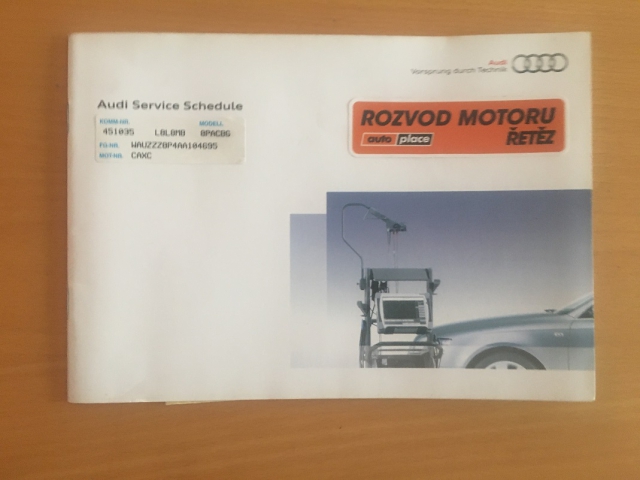 Audi
Vorsprung durch Technik
Audi Service Schedule
KOMM-NR. MODELL
451035 L8L8MB 8PACBG
FG-NR. WAUZZZ8P4AA104695
MOT-NR. CAXC
ROZVOD MOTORU
auto place ŘETĚZ